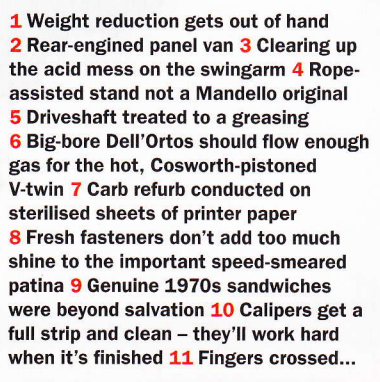 1 Weight reduction gets out of hand
2 Rear-engined panel van 3 Clearing up
the acid mess on the swingarm 4 Rope-
assisted stand not a Mandello original
5 Driveshaft treated to a greasing
6 Big-bore Dell'Ortos should flow enough
gas for the hot, Cosworth-pistoned
V-twin 7 Carb refurb conducted on
sterilised sheets of printer paper
8 Fresh fasteners don't add too much
shine to the important speed-smeared
patina 9 Genuine 1970s sandwiches
were beyond salvation 10 Calipers get a
full strip and clean – they'll work hard
when it's finished 11 Fingers crossed...